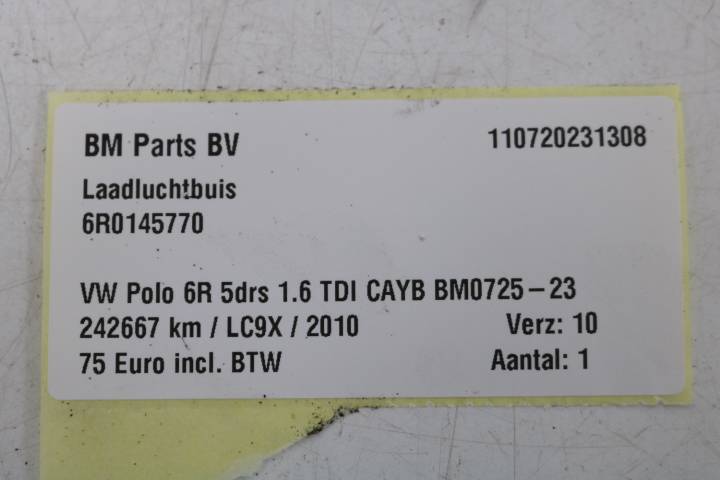 BM Parts BV 110720231308
Laadluchtbuis
6R0145770
VW Polo 6R 5drs 1.6 TDI CAYB BM0725-23
242667 km / LC9X / 2010 Verz: 10
75 Euro incl. BTW Aantal: 1